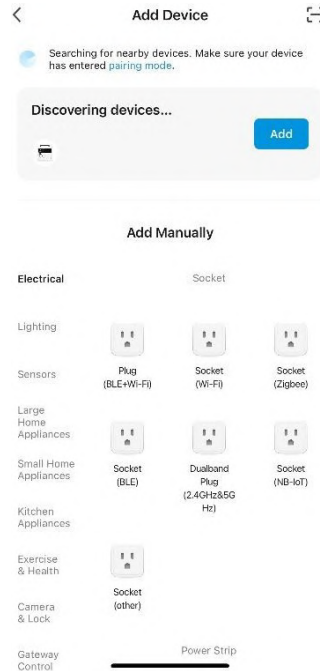 Add Device
Searching for nearby devices. Make sure your device
has entered pairing mode.
Discovering devices...
Add
Add Manually
Electrical
Lighting
Sensors
Large
Home
Appliances
Small Home
Appliances
Kitchen
Appliances
Exercise
& Health
Camera
& Lock
Gateway
Control
Socket
Plug
(BLE+Wi-Fi)
Socket
(Wi-Fi)
Socket
(Zigbee)
Socket
(BLE)
Dualband
Plug
(2.4GHz&5G
Hz)
Socket
(NB-IoT)
Socket
(other)
Power Strip